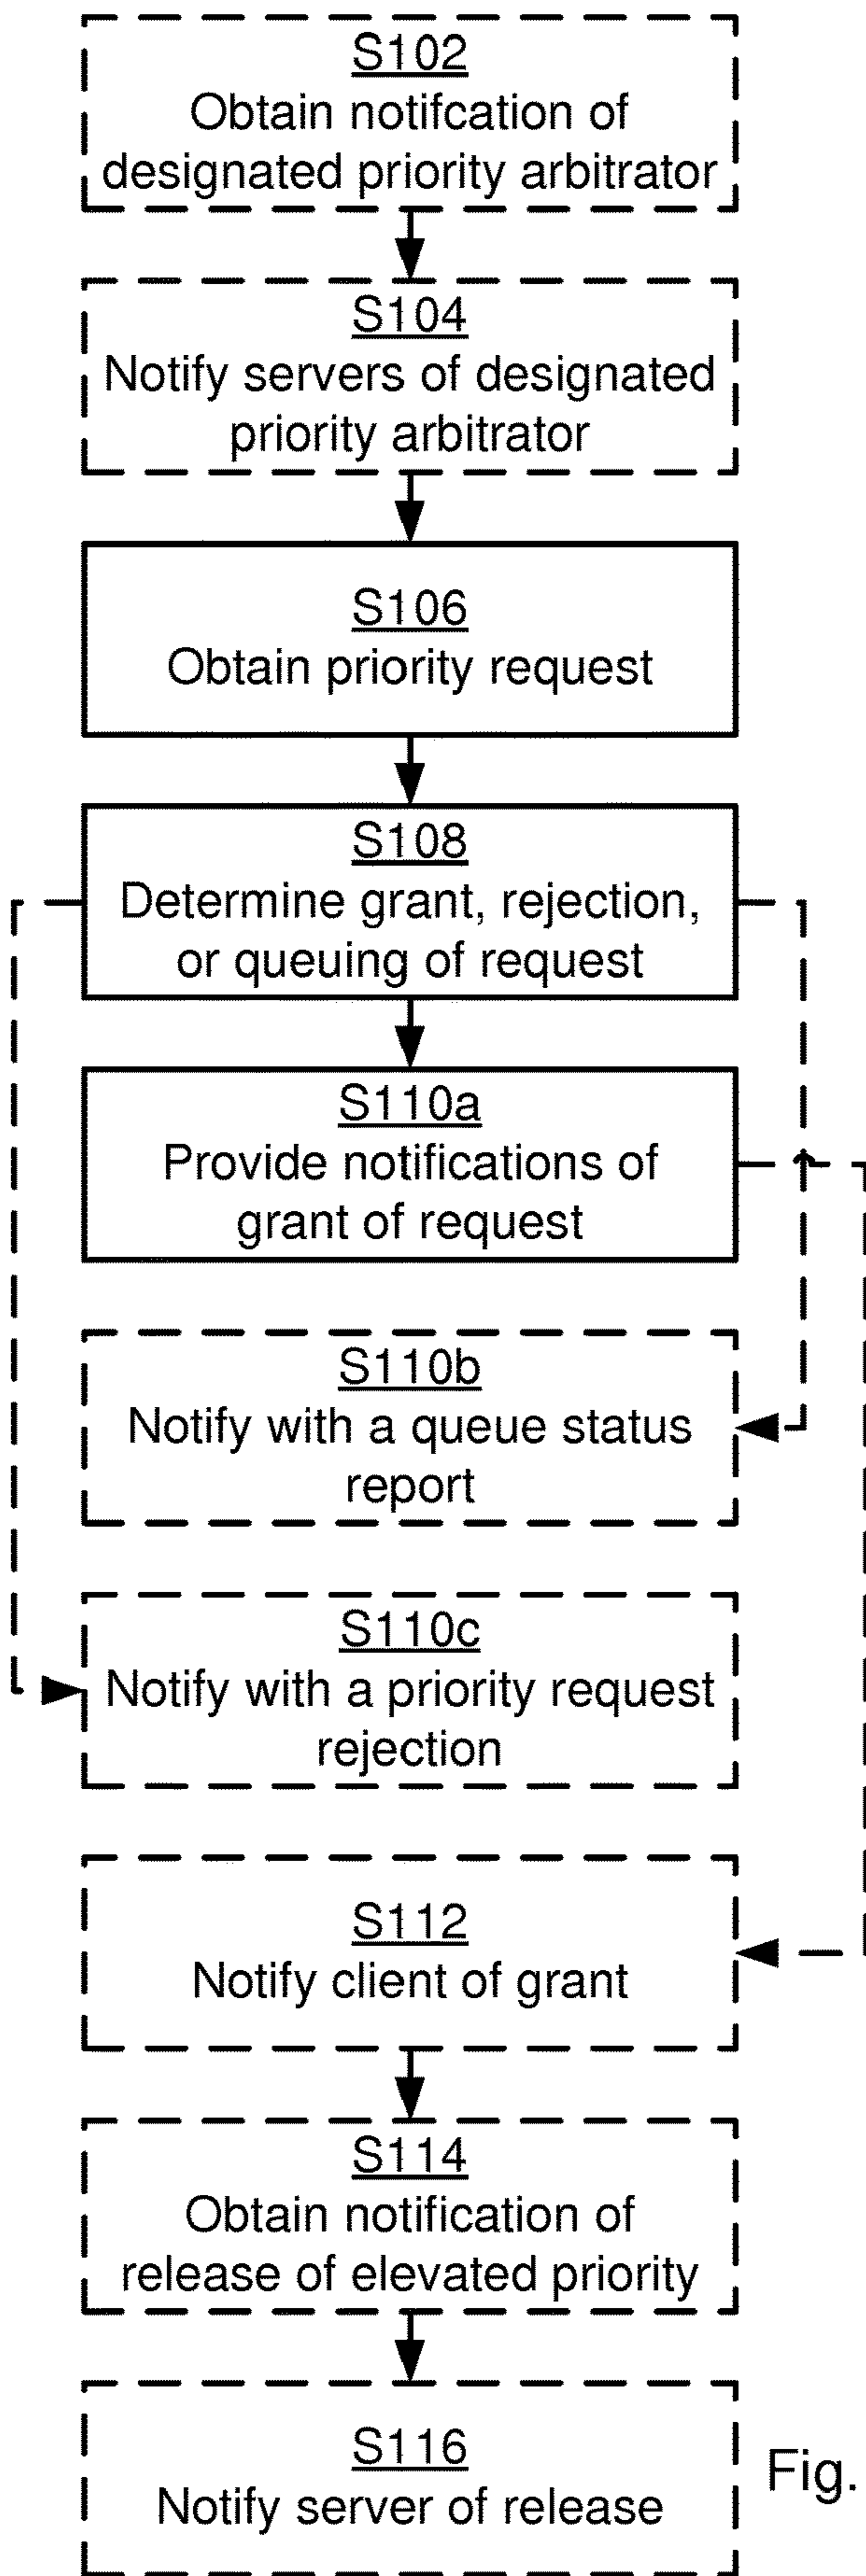 S102
Obtain notifcation of
designated priority arbitrator
S104
Notify servers of designated
priority arbitrator
S106
Obtain priority request
S108
Determine grant, rejection,
or queuing of request
S110a
Provide notifications of
grant of request
S110b
Notify with a queue status
report
S110c
Notify with a priority request
rejection
S112
Notify client of grant
S114
Obtain notification of
release of elevated priority
S116
Notify server of release
Fig.